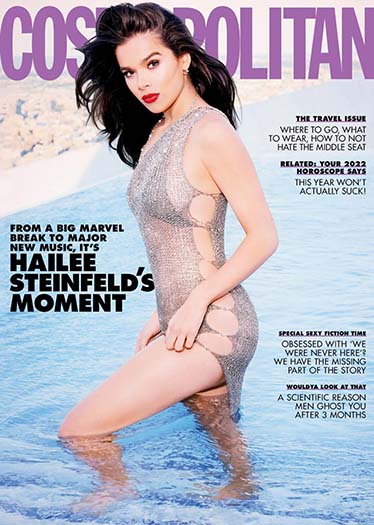 COSMOPOLITAN
THE TRAVEL ISSUE
WHERE TO GO, WHAT
TO WEAR, HOW TO NOT
HATE THE MIDDLE SEAT
RELATED: YOUR 2022
HOROSCOPE SAYS
THIS YEAR WON'T
ACTUALLY SUCK!
FROM A BIG MARVEL
BREAK TO MAJOR
NEW MUSIC, IT'S
HAILEE
STEINFELD'S
MOMENT
SPECIAL SEXY FICTION TIME
OBSESSED WITH 'WE
WERE NEVER HERE'?
WE HAVE THE MISSING
PART OF THE STORY
WOULDYA LOOK AT THAT
A SCIENTIFIC REASON
MEN GHOST YOU
AFTER 3 MONTHS